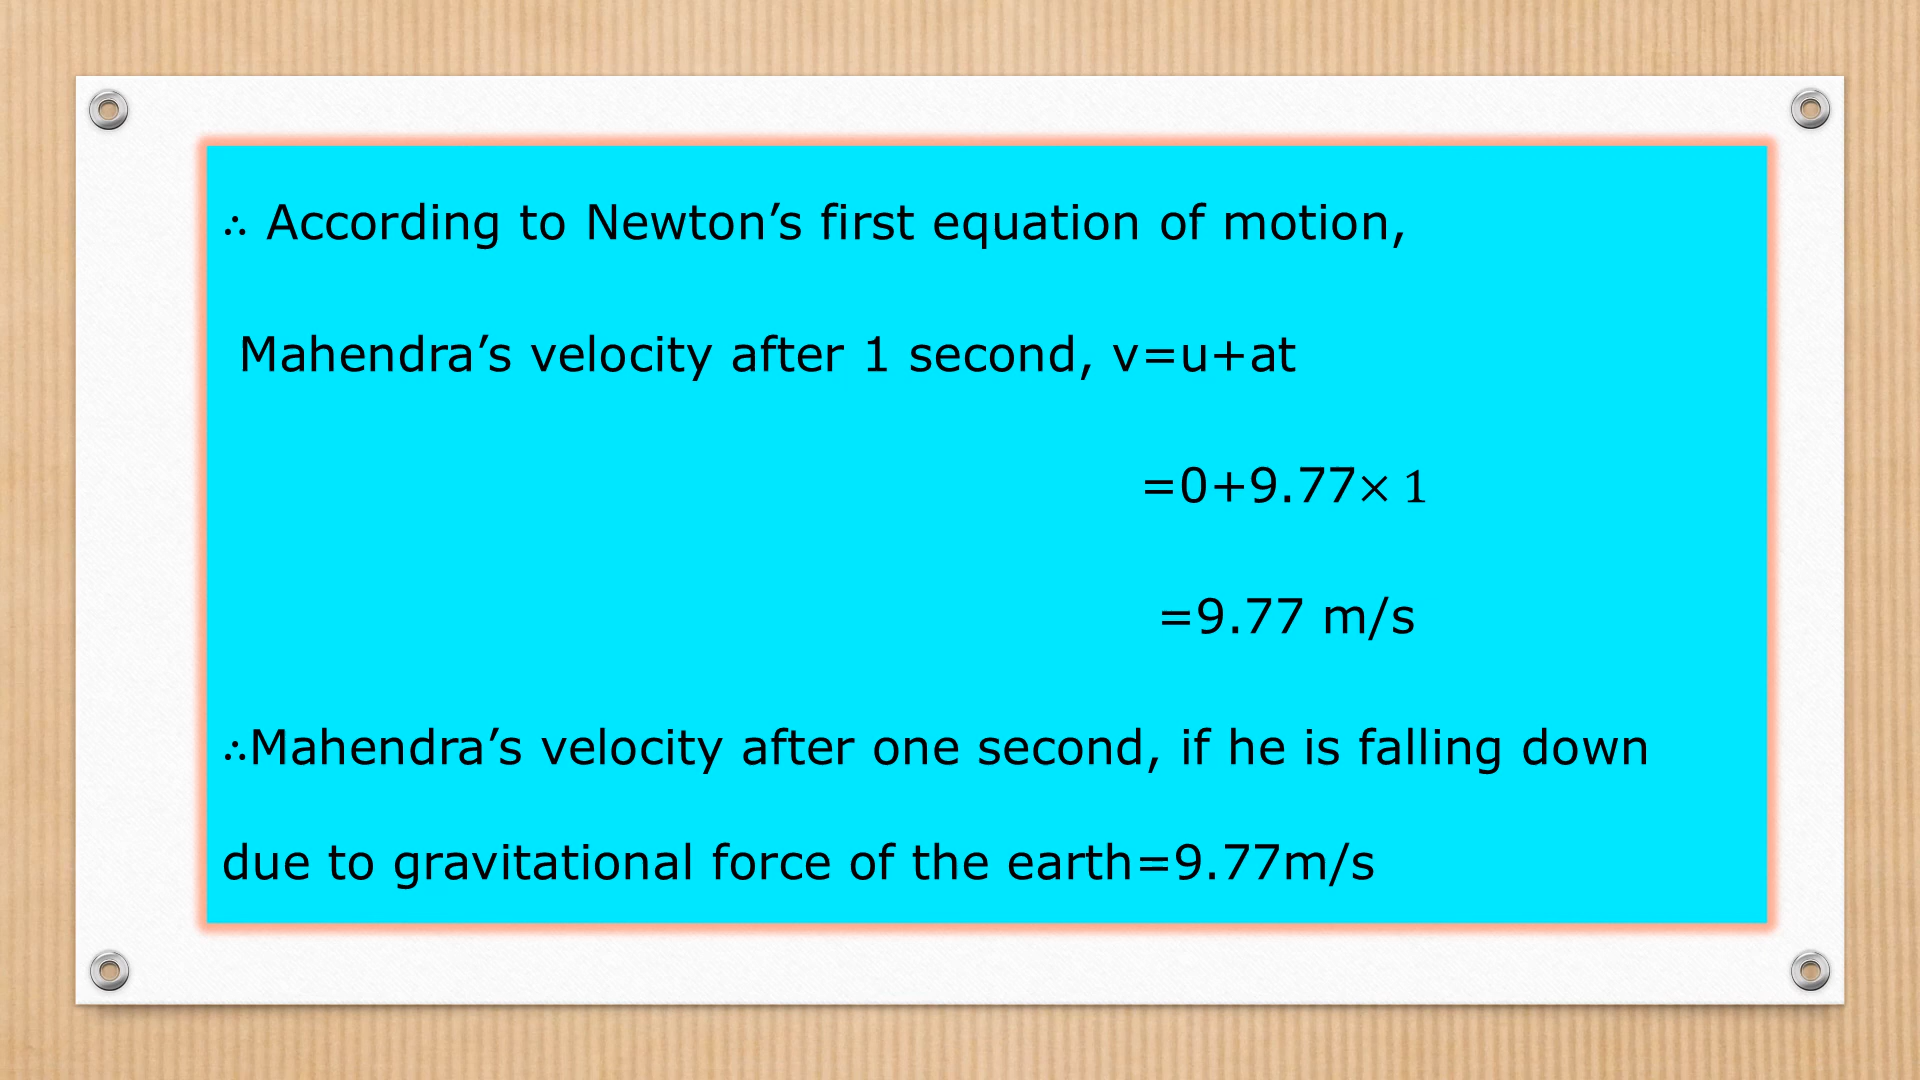 ∴ According to Newton’s first equation of motion,
Mahendra’s velocity after 1 second, v=u+at
=0+9.77× 1
=9.77 m/s
∴Mahendra’s velocity after one second, if he is falling down
due to gravitational force of the earth=9.77m/s